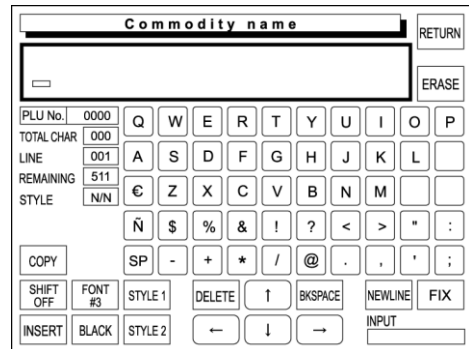 Commodity name
RETURN
ERASE
PLU No. 0000
TOTAL CHAR 000
LINE 001
REMAINING 511
STYLE N/N
Q W E R T Y U I O P
A S D F G H J K L
€ Z X C V B N M
Ñ $ % & ! ? < > " :
COPY SP - + * / @ . , ' ;
SHIFT OFF FONT #3 STYLE 1 DELETE ↑ BKSPACE NEWLINE FIX
INSERT BLACK STYLE 2 ← ↓ → INPUT